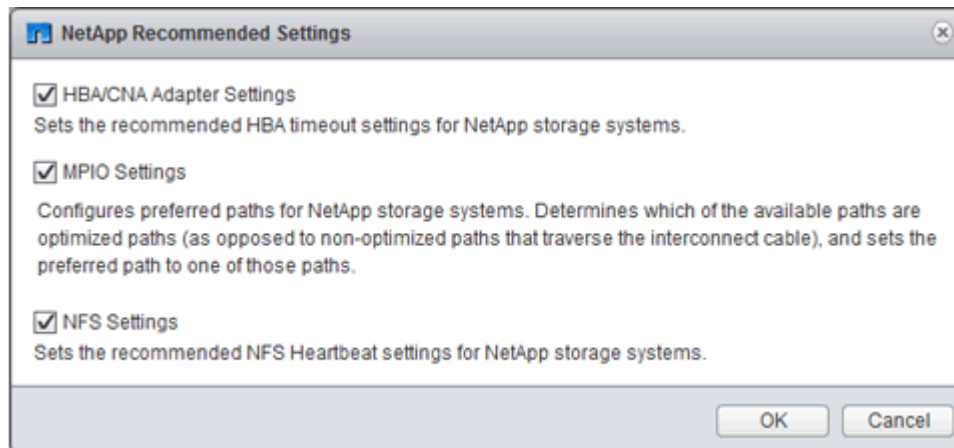 NetApp Recommended Settings
HBA/CNA Adapter Settings
Sets the recommended HBA timeout settings for NetApp storage systems.
MPIO Settings
Configures preferred paths for NetApp storage systems. Determines which of the available paths are
optimized paths (as opposed to non-optimized paths that traverse the interconnect cable), and sets the
preferred path to one of those paths.
NFS Settings
Sets the recommended NFS Heartbeat settings for NetApp storage systems.
OK Cancel